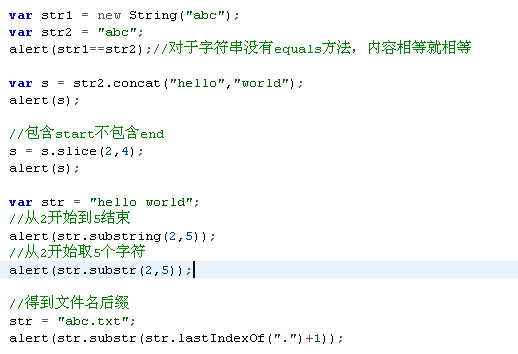 var str1 = new String("abc");
var str2 = "abc";
alert(str1==str2);//对于字符串没有equals方法，内容相等就相等
var s = str2.concat("hello","world");
alert(s);
//包含start不包含end
s = s.slice(2,4);
alert(s);
var str = "hello world";
//从2开始到5结束
alert(str.substring(2,5));
//从2开始取5个字符
alert(str.substr(2,5));
//得到文件名后缀
str = "abc.txt";
alert(str.substr(str.lastIndexOf(".")+1));